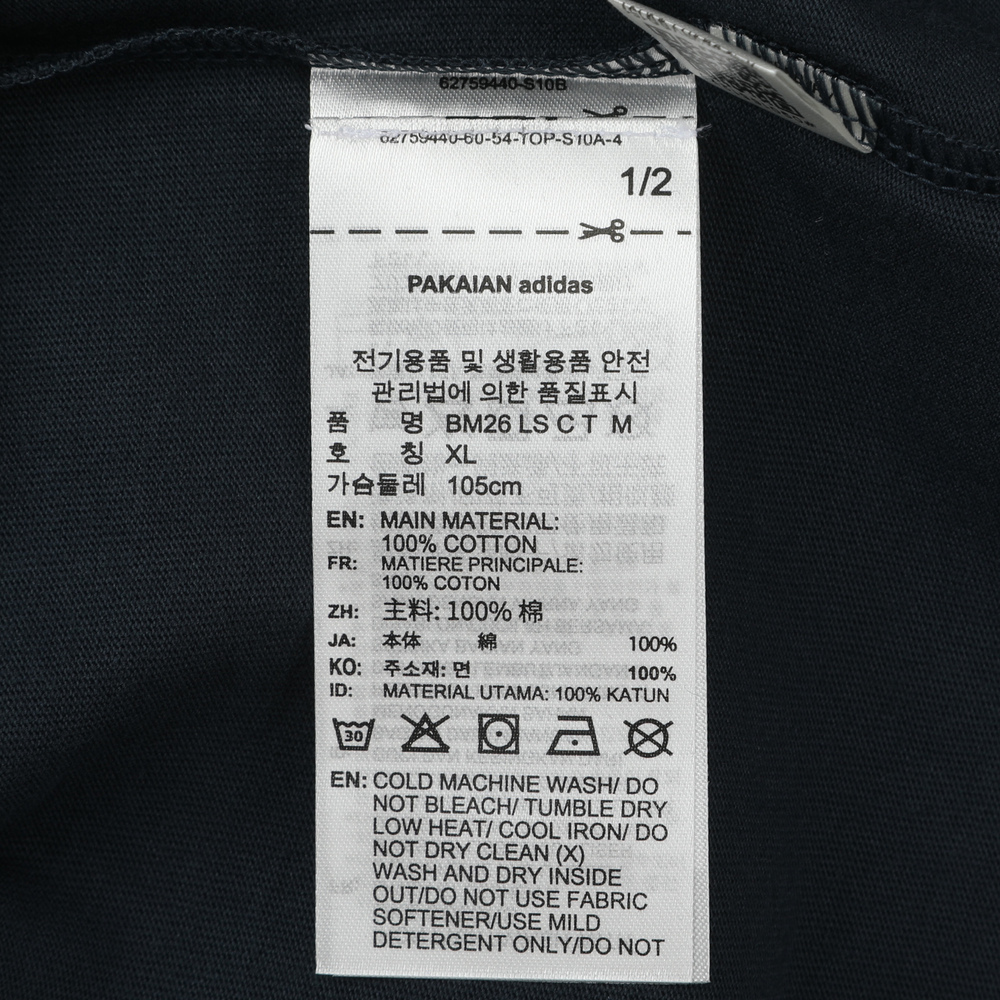 62759440-S10B
62759440-60-54-TOP-S10A-4
1/2
PAKAIAN adidas
전기용품 및 생활용품 안전
관리법에 의한 품질표시
품 명 BM26 LS C T M
호 칭 XL
가슴둘레 105cm
EN: MAIN MATERIAL:
100% COTTON
FR: MATIERE PRINCIPALE:
100% COTON
ZH: 主料: 100% 棉
JA: 本体 綿 100%
KO: 주소재: 면 100%
ID: MATERIAL UTAMA: 100% KATUN
30
EN: COLD MACHINE WASH/ DO
NOT BLEACH/ TUMBLE DRY
LOW HEAT/ COOL IRON/ DO
NOT DRY CLEAN (X)
WASH AND DRY INSIDE
OUT/DO NOT USE FABRIC
SOFTENER/USE MILD
DETERGENT ONLY/DO NOT